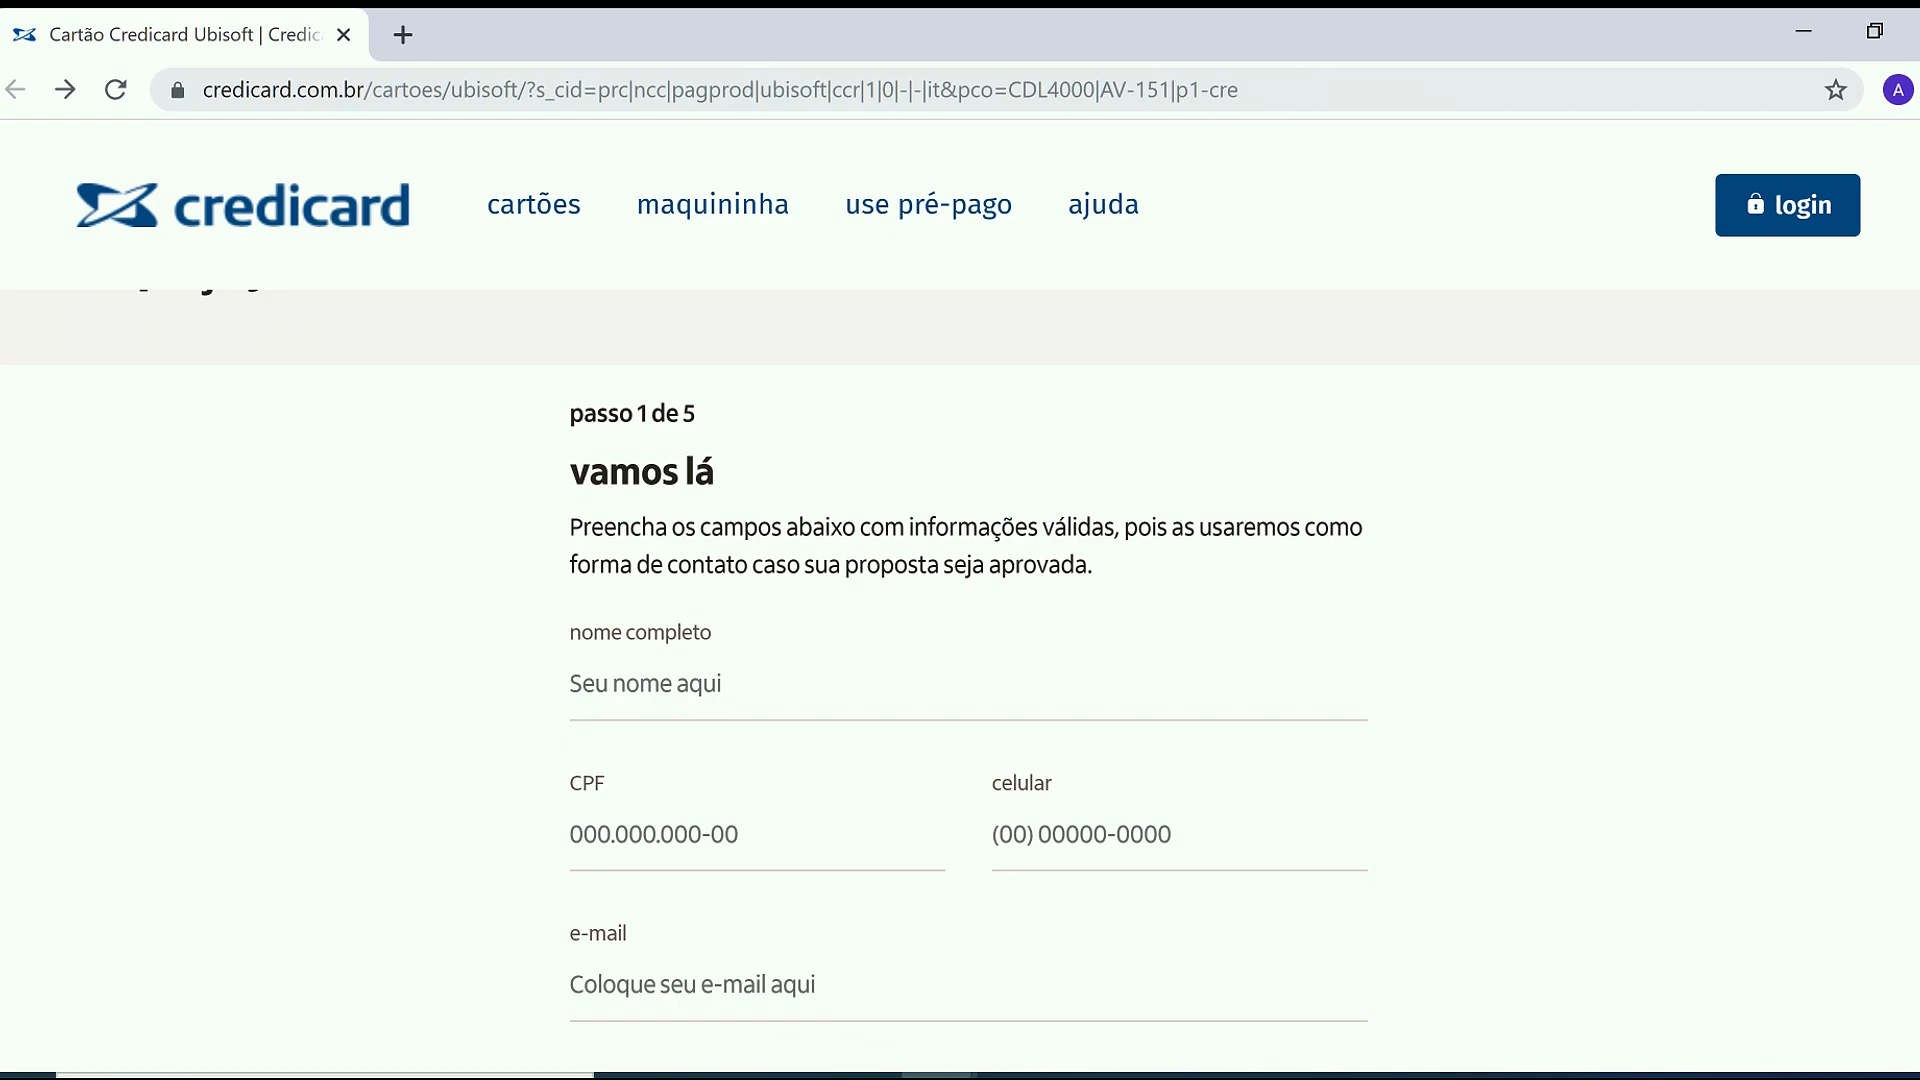 Cartão Credicard Ubisoft | Credic
credicard.com.br/cartoes/ubisoft/?s_cid=prc|ncc|pagprod|ubisoft|ccr|1|0|-|-|it&pco=CDL4000|AV-151|p1-cre
A
credicard
cartões
maquininha
use pré-pago
ajuda
login
passo 1 de 5
vamos lá
Preencha os campos abaixo com informações válidas, pois as usaremos como
forma de contato caso sua proposta seja aprovada.
nome completo
Seu nome aqui
CPF
celular
000.000.000-00
(00) 00000-0000
e-mail
Coloque seu e-mail aqui